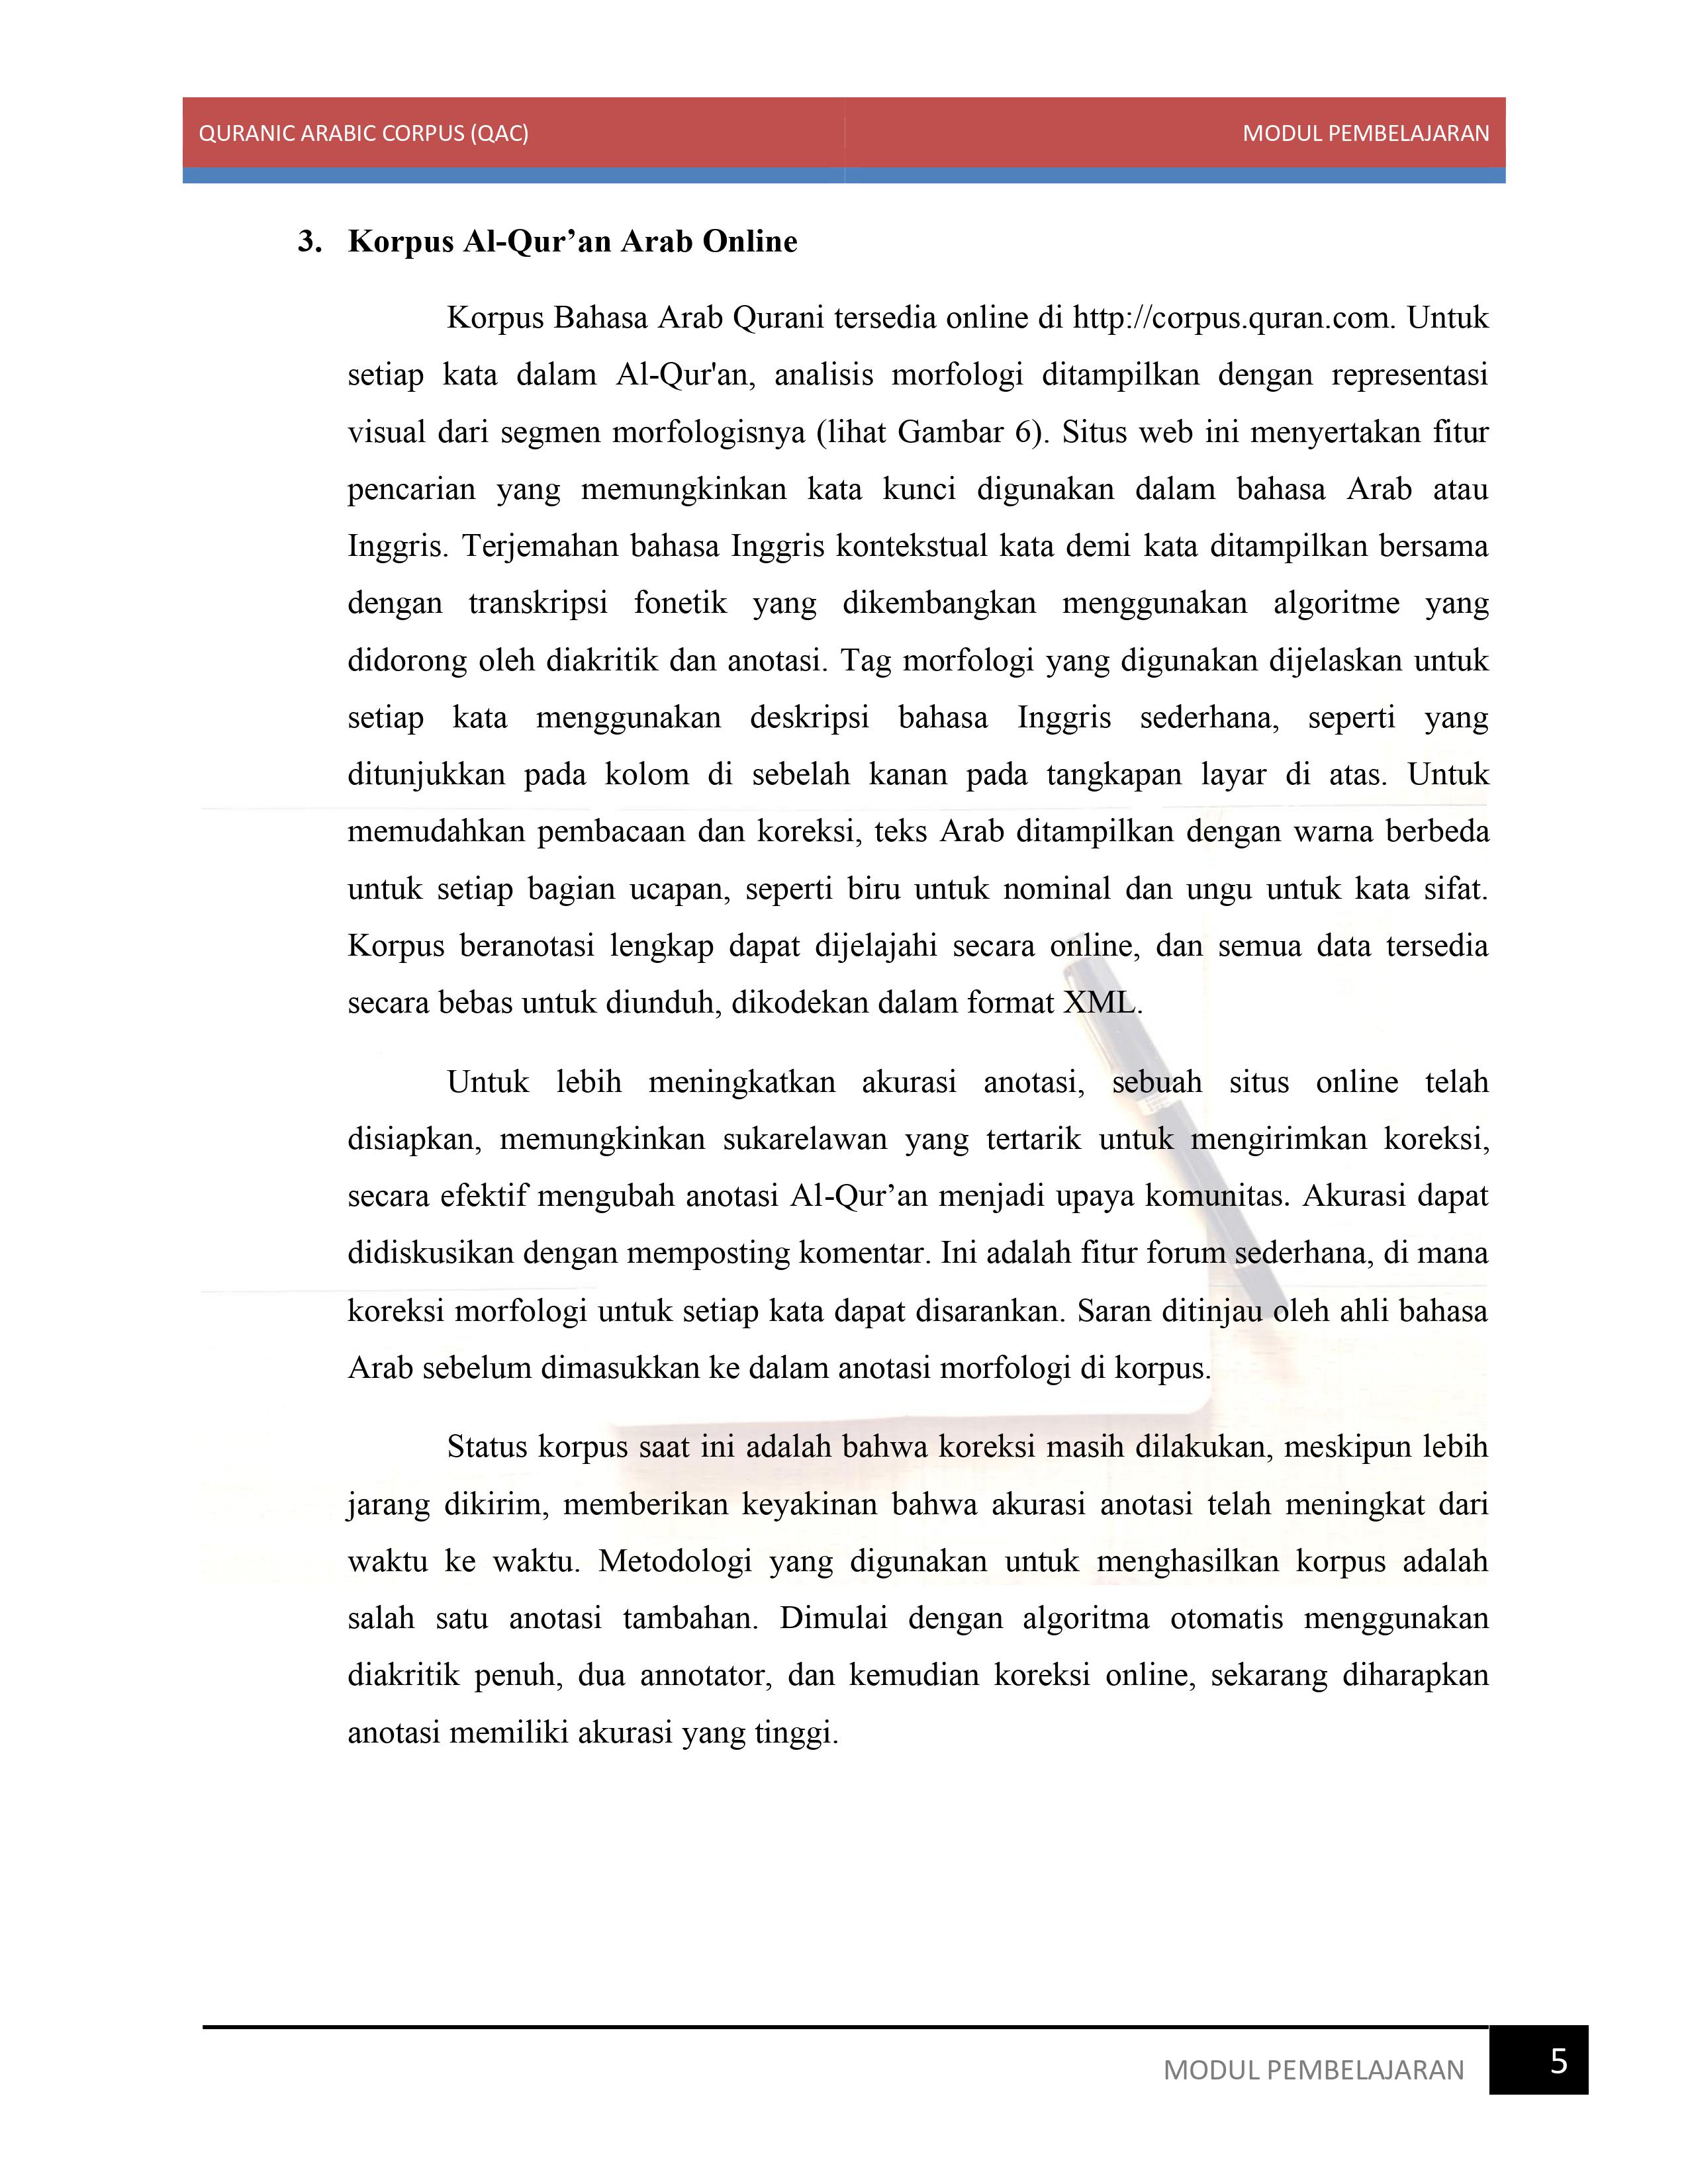 QURANIC ARABIC CORPUS (QAC) MODUL PEMBELAJARAN
3. Korpus Al-Qur’an Arab Online
Korpus Bahasa Arab Qurani tersedia online di http://corpus.quran.com. Untuk
setiap kata dalam Al-Qur'an, analisis morfologi ditampilkan dengan representasi
visual dari segmen morfologisnya (lihat Gambar 6). Situs web ini menyertakan fitur
pencarian yang memungkinkan kata kunci digunakan dalam bahasa Arab atau
Inggris. Terjemahan bahasa Inggris kontekstual kata demi kata ditampilkan bersama
dengan transkripsi fonetik yang dikembangkan menggunakan algoritme yang
didorong oleh diakritik dan anotasi. Tag morfologi yang digunakan dijelaskan untuk
setiap kata menggunakan deskripsi bahasa Inggris sederhana, seperti yang
ditunjukkan pada kolom di sebelah kanan pada tangkapan layar di atas. Untuk
memudahkan pembacaan dan koreksi, teks Arab ditampilkan dengan warna berbeda
untuk setiap bagian ucapan, seperti biru untuk nominal dan ungu untuk kata sifat.
Korpus beranotasi lengkap dapat dijelajahi secara online, dan semua data tersedia
secara bebas untuk diunduh, dikodekan dalam format XML.
Untuk lebih meningkatkan akurasi anotasi, sebuah situs online telah
disiapkan, memungkinkan sukarelawan yang tertarik untuk mengirimkan koreksi,
secara efektif mengubah anotasi Al-Qur’an menjadi upaya komunitas. Akurasi dapat
didiskusikan dengan memposting komentar. Ini adalah fitur forum sederhana, di mana
koreksi morfologi untuk setiap kata dapat disarankan. Saran ditinjau oleh ahli bahasa
Arab sebelum dimasukkan ke dalam anotasi morfologi di korpus.
Status korpus saat ini adalah bahwa koreksi masih dilakukan, meskipun lebih
jarang dikirim, memberikan keyakinan bahwa akurasi anotasi telah meningkat dari
waktu ke waktu. Metodologi yang digunakan untuk menghasilkan korpus adalah
salah satu anotasi tambahan. Dimulai dengan algoritma otomatis menggunakan
diakritik penuh, dua annotator, dan kemudian koreksi online, sekarang diharapkan
anotasi memiliki akurasi yang tinggi.
MODUL PEMBELAJARAN 5